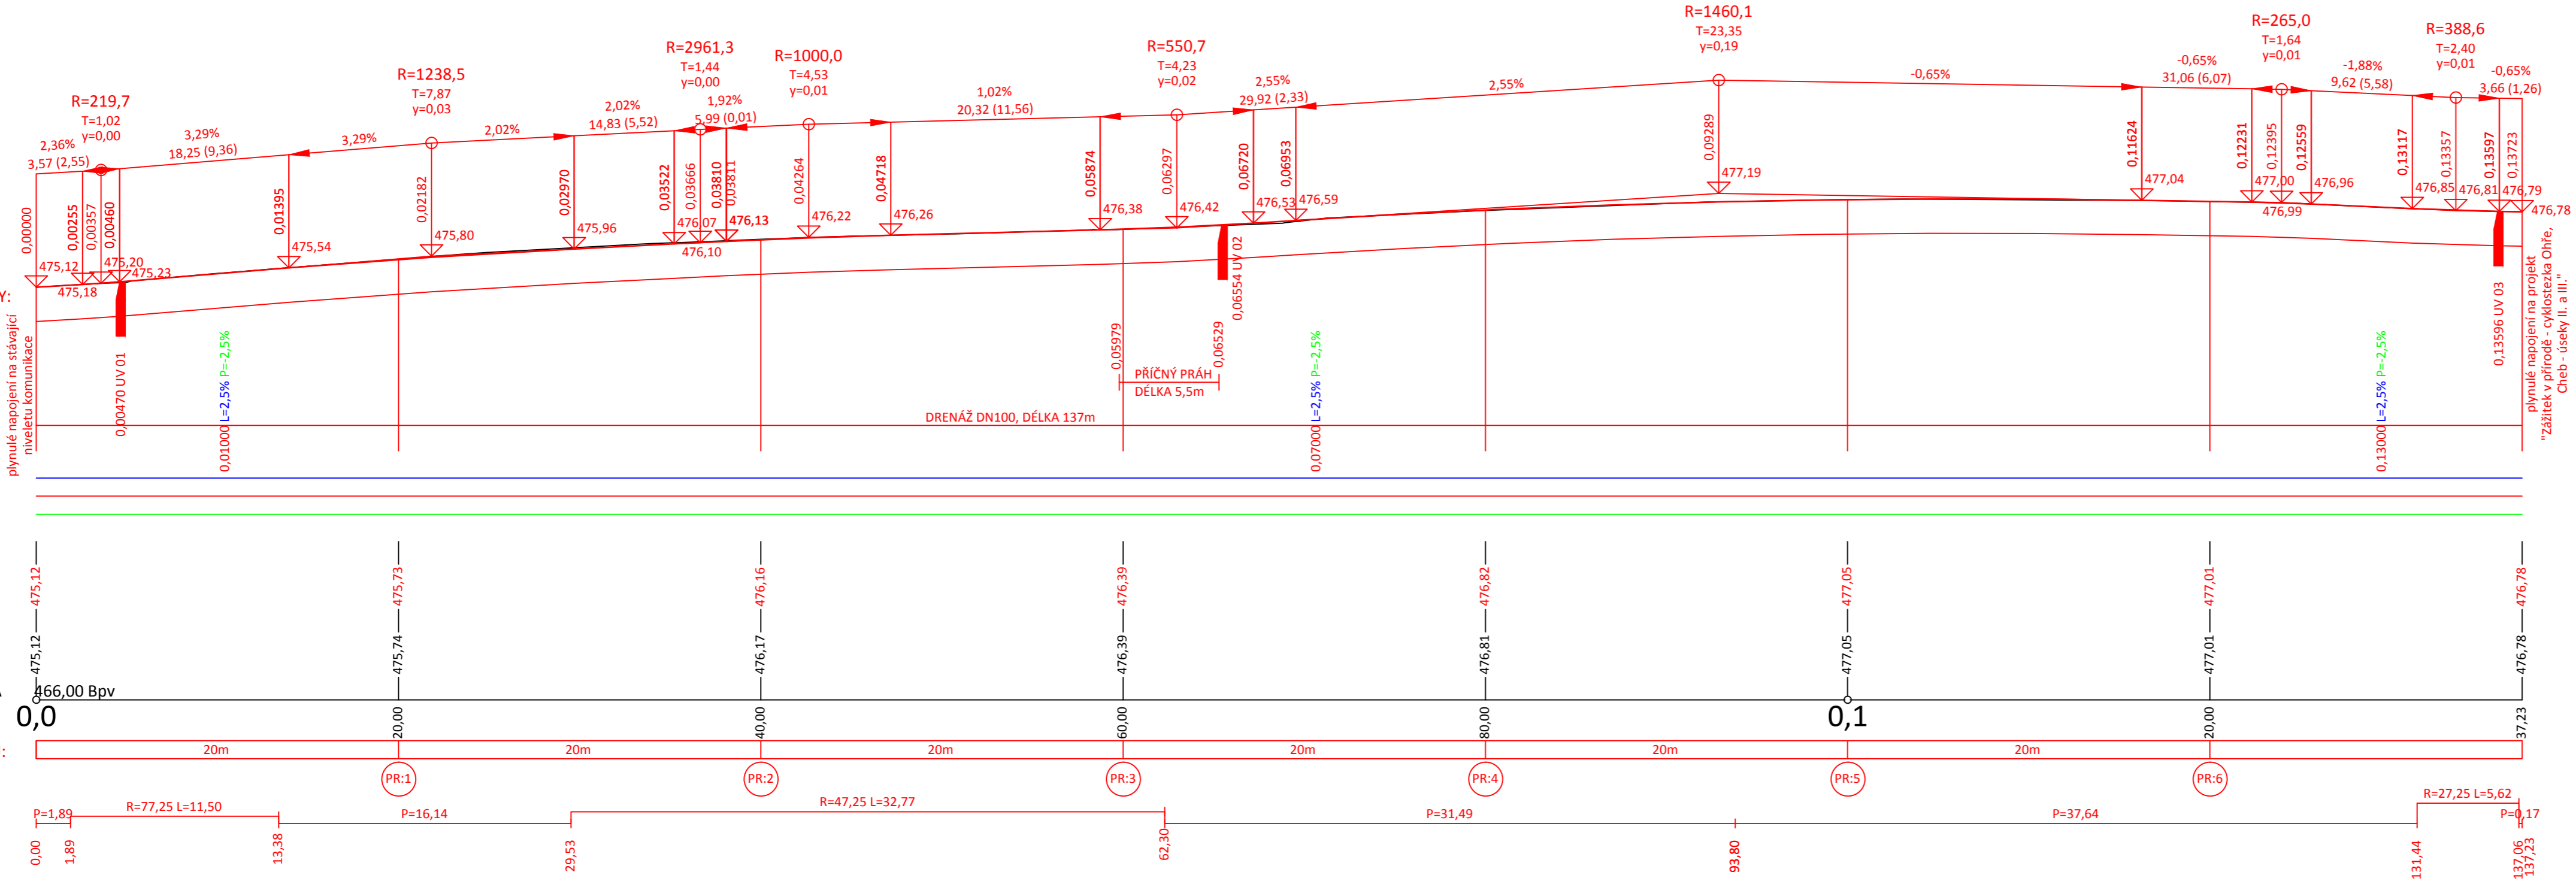 R=219,7
T=1,02
y=0,00
R=1238,5
T=7,87
y=0,03
R=2961,3
T=1,44
y=0,00
R=1000,0
T=4,53
y=0,01
R=550,7
T=4,23
y=0,02
R=1460,1
T=23,35
y=0,19
R=265,0
T=1,64
y=0,01
R=388,6
T=2,40
y=0,01
2,36%
3,57 (2,55)
3,29%
18,25 (9,36)
3,29%
2,02%
2,02%
14,83 (5,52)
1,92%
5,99 (0,01)
1,02%
20,32 (11,56)
2,55%
29,92 (2,33)
2,55%
-0,65%
-0,65%
31,06 (6,07)
-1,88%
9,62 (5,58)
-0,65%
3,66 (1,26)
0,00000
0,00255
0,00357
0,00460
0,01395
0,02182
0,02970
0,03522
0,03666
0,03810
0,03811
0,04264
0,04718
0,05874
0,06297
0,06720
0,06953
0,09289
0,11624
0,12231
0,12395
0,12559
0,13117
0,13357
0,13597
0,13723
475,12
475,18
475,20
475,23
475,54
475,80
475,96
476,07
476,10
476,13
476,22
476,26
476,38
476,42
476,53
476,59
477,19
477,04
477,00
476,99
476,96
476,85
476,81
476,79
476,78
Y:
plynulé napojení na stávající
niveletu komunikace
0,00470 UV 01
0,01000 L=2,5% P=-2,5%
0,05979
PŘÍČNÝ PRÁH
DÉLKA 5,5m
0,06529
0,06554 UV 02
0,07000 L=2,5% P=-2,5%
0,13000 L=2,5% P=-2,5%
0,13596 UV 03
plynulé napojení na projekt
"Zážitek v přírodě - cyklostezka Ohře,
Cheb - úseky II. a III."
DRENÁŽ DN100, DÉLKA 137m
475,12
475,73
476,16
476,39
476,82
477,05
477,01
476,78
475,12
475,74
476,17
476,39
476,81
477,05
477,01
476,78
466,00 Bpv
0,0
20,00
40,00
60,00
80,00
0,1
20,00
37,23
:
20m
20m
20m
20m
20m
20m
PR:1
PR:2
PR:3
PR:4
PR:5
PR:6
P=1,89
R=77,25 L=11,50
P=16,14
R=47,25 L=32,77
P=31,49
P=37,64
R=27,25 L=5,62
P=0,17
0,00
1,89
13,38
29,53
62,30
93,80
131,44
137,06
137,23